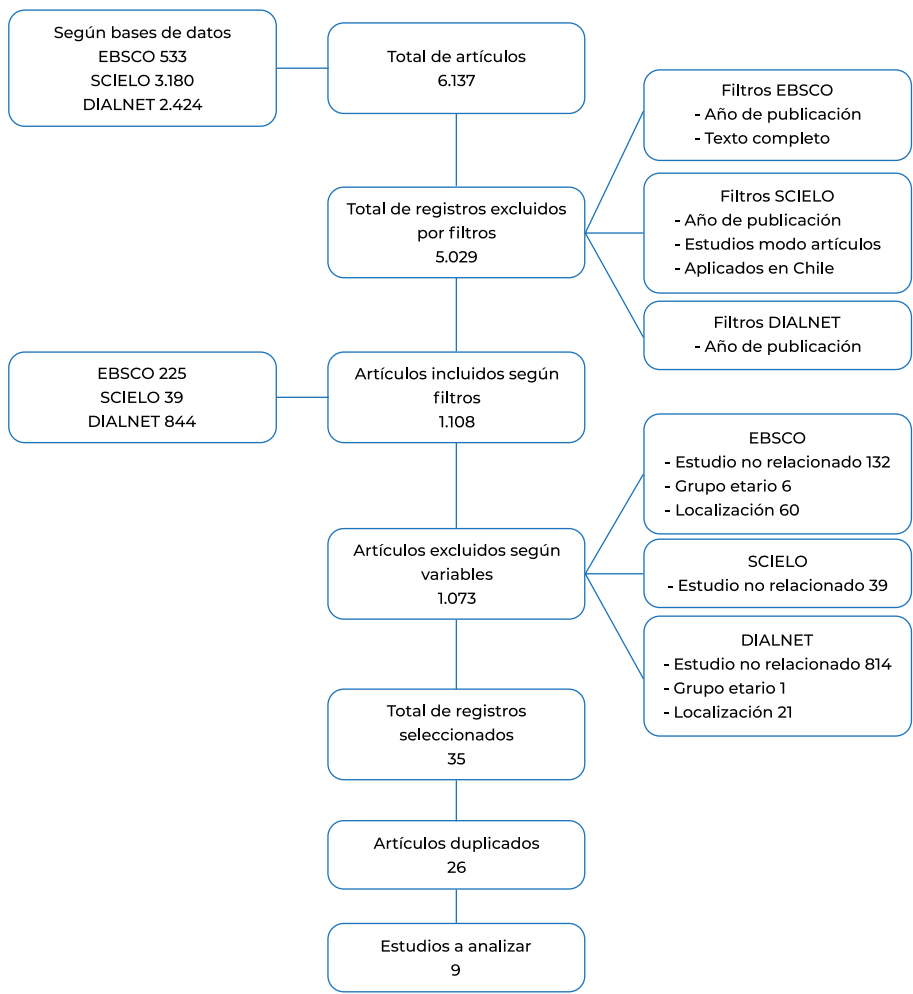 Según bases de datos
EBSCO 533
SCIELO 3.180
DIALNET 2.424
Total de artículos
6.137
Filtros EBSCO
- Año de publicación
- Texto completo
Total de registros excluidos
por filtros
5.029
Filtros SCIELO
- Año de publicación
- Estudios modo artículos
- Aplicados en Chile
Filtros DIALNET
- Año de publicación
EBSCO 225
SCIELO 39
DIALNET 844
Artículos incluidos según
filtros
1.108
EBSCO
- Estudio no relacionado 132
- Grupo etario 6
- Localización 60
Artículos excluidos según
variables
1.073
SCIELO
- Estudio no relacionado 39
DIALNET
- Estudio no relacionado 814
- Grupo etario 1
- Localización 21
Total de registros
seleccionados
35
Artículos duplicados
26
Estudios a analizar
9